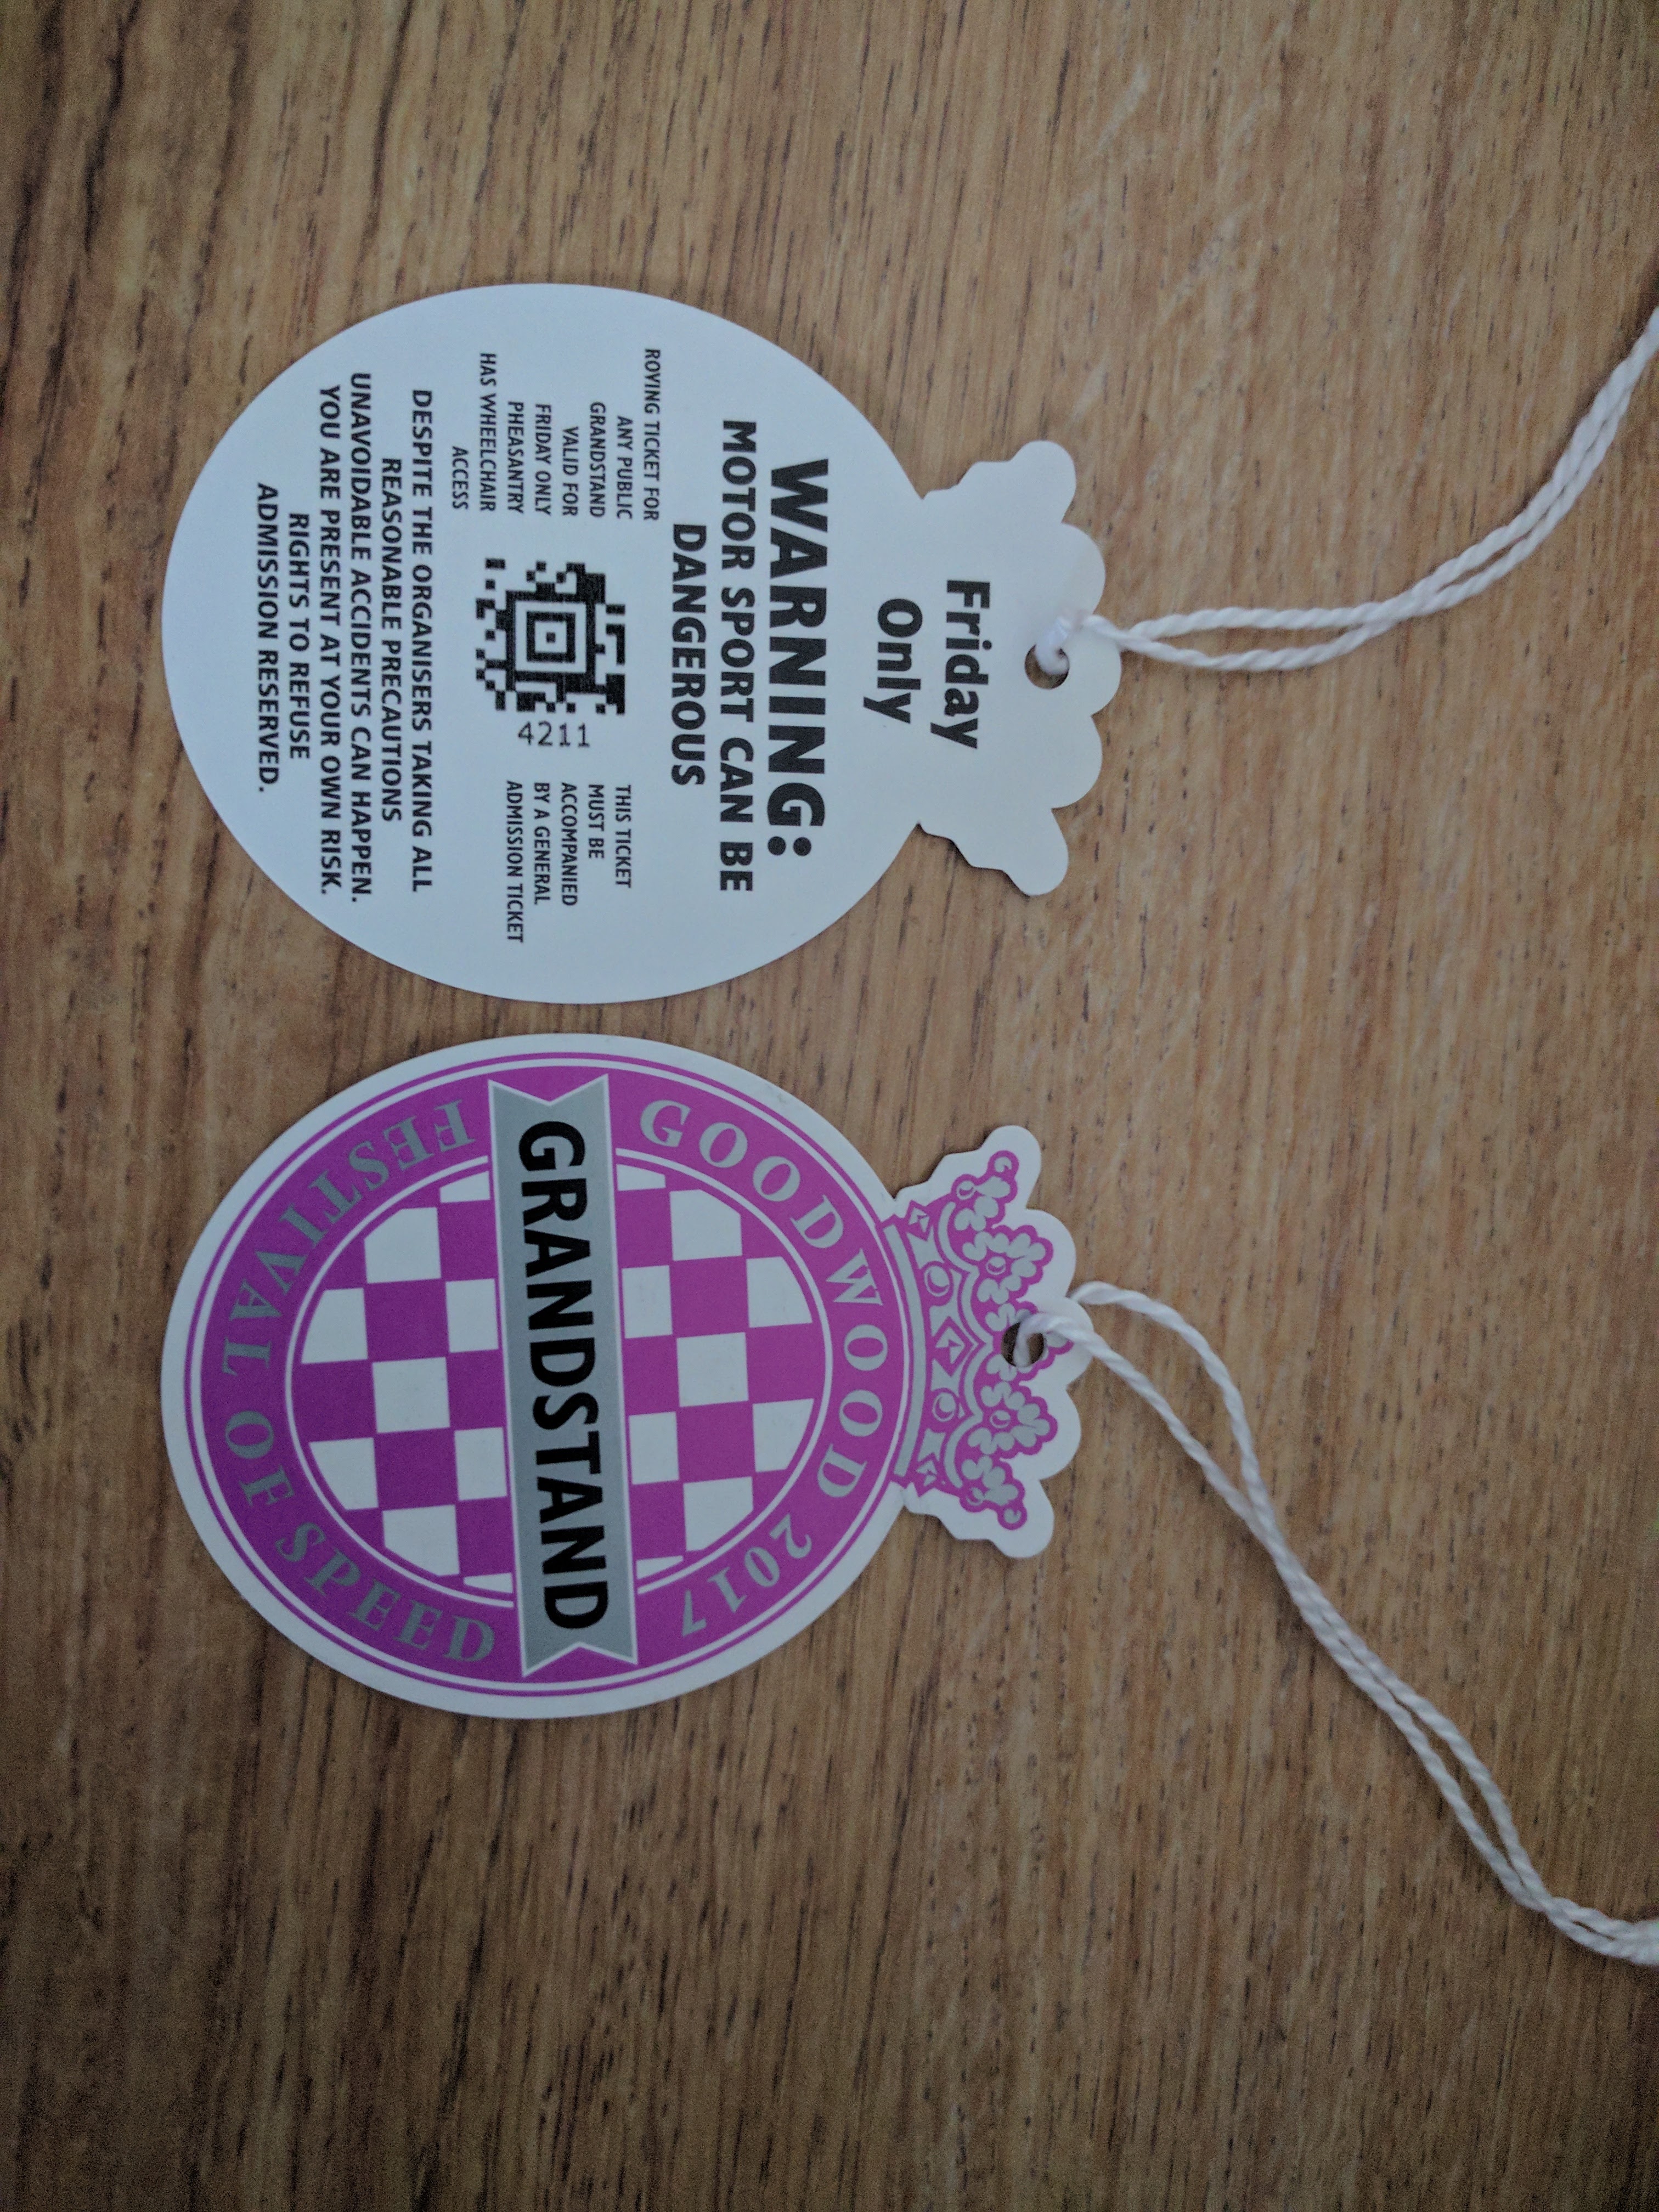 Friday
Only
WARNING:
MOTOR SPORT CAN BE
DANGEROUS
ROVING TICKET FOR
ANY PUBLIC
GRANDSTAND
VALID FOR
FRIDAY ONLY
PHEASANTRY
HAS WHEELCHAIR
ACCESS
4211
THIS TICKET
MUST BE
ACCOMPANIED
BY A GENERAL
ADMISSION TICKET
DESPITE THE ORGANISERS TAKING ALL
REASONABLE PRECAUTIONS
UNAVOIDABLE ACCIDENTS CAN HAPPEN.
YOU ARE PRESENT AT YOUR OWN RISK.
RIGHTS TO REFUSE
ADMISSION RESERVED.
GOODWOOD 2017
GRANDSTAND
FESTIVAL OF SPEED